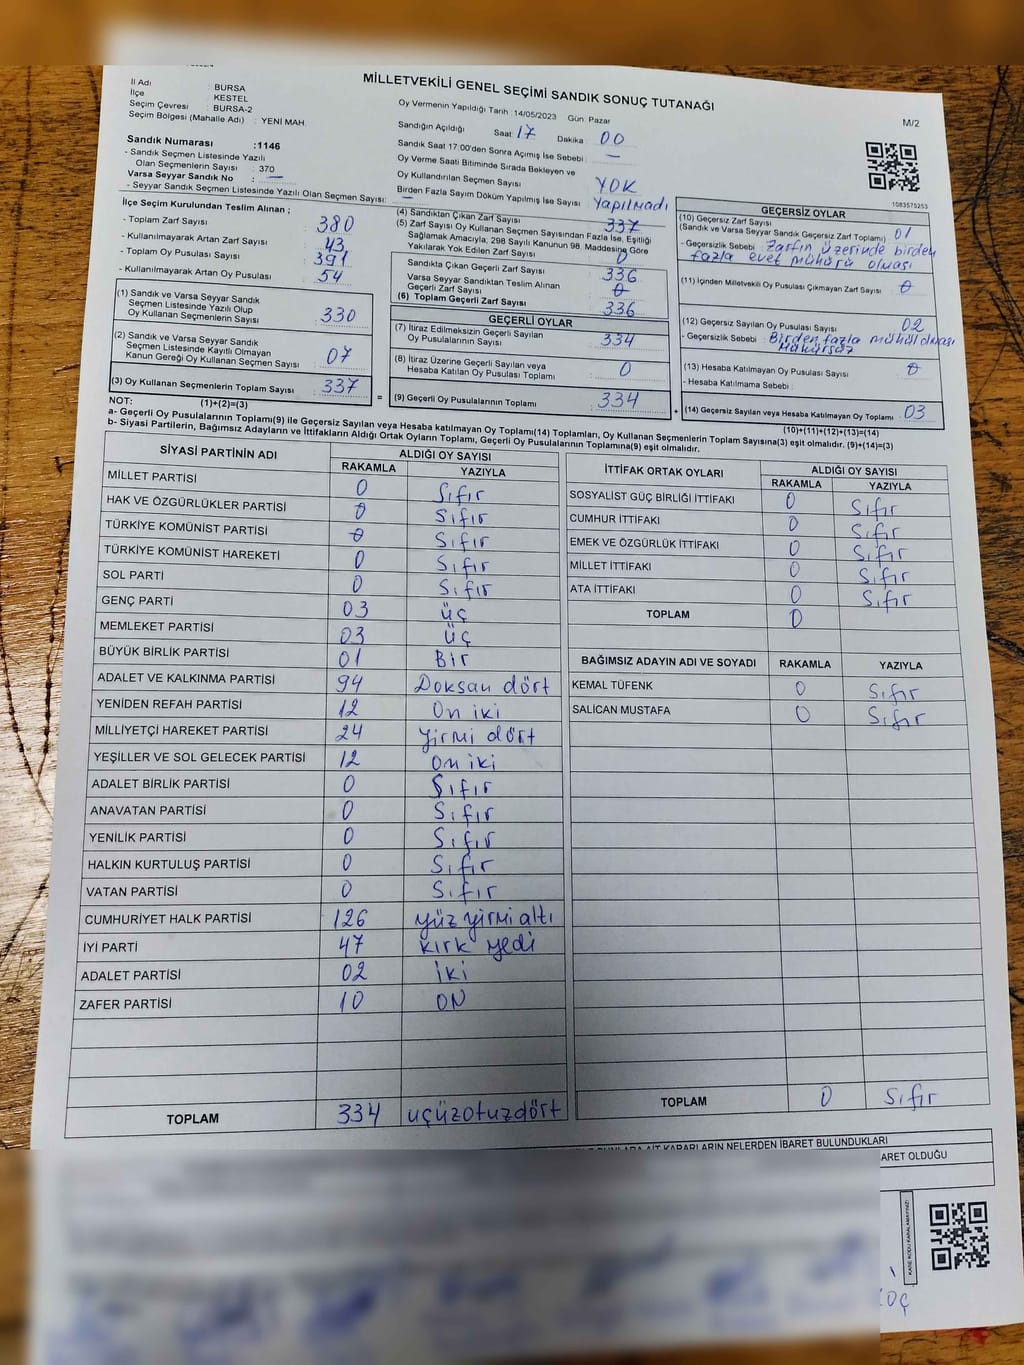 MİLLETVEKİLİ GENEL SEÇİMİ SANDIK SONUÇ TUTANAĞI
M/2
İl Adı : BURSA
İlçe : KESTEL
Seçim Çevresi : BURSA-2
Seçim Bölgesi (Mahalle Adı) : YENİ MAH.
Sandık Numarası :1146
- Sandık Seçmen Listesinde Yazılı
Olan Seçmenlerin Sayısı : 370
Varsa Seyyar Sandık No : —
- Seyyar Sandık Seçmen Listesinde Yazılı Olan Seçmen Sayısı: —
Oy Vermenin Yapıldığı Tarih :14/05/2023 Gün: Pazar
Sandığın Açıldığı Saat: 17 Dakika : 00
Sandık Saat 17:00'den Sonra Açımış İse Sebebi : —
Oy Verme Saati Bitiminde Sırada Bekleyen ve
Oy Kullandırılan Seçmen Sayısı : YOK
Birden Fazla Sayım Döküm Yapılmış İse Sayısı : Yapılmadı
1083575253
İlçe Seçim Kurulundan Teslim Alınan ;
- Toplam Zarf Sayısı : 380
- Kullanılmayarak Artan Zarf Sayısı : 43
- Toplam Oy Pusulası Sayısı : 391
- Kullanılmayarak Artan Oy Pusulası : 54
(1) Sandık ve Varsa Seyyar Sandık
Seçmen Listesinde Yazılı Olup
Oy Kullanan Seçmenlerin Sayısı : 330
(2) Sandık ve Varsa Seyyar Sandık
Seçmen Listesinde Kayıtlı Olmayan
Kanun Gereği Oy Kullanan Seçmen Sayısı : 07
(3) Oy Kullanan Seçmenlerin Toplam Sayısı : 337
(1)+(2)=(3)
(4) Sandıktan Çıkan Zarf Sayısı : 337
(5) Zarf Sayısı Oy Kullanan Seçmen Sayısından Fazla İse, Eşitliği
Sağlamak Amacıyla, 298 Sayılı Kanunun 98. Maddesine Göre
Yakılarak Yok Edilen Zarf Sayısı : 0
Sandıkta Çıkan Geçerli Zarf Sayısı : 336
Varsa Seyyar Sandıktan Teslim Alınan
Geçerli Zarf Sayısı : 0
(6) Toplam Geçerli Zarf Sayısı : 336
GEÇERLİ OYLAR
(7) İtiraz Edilmeksizin Geçerli Sayılan
Oy Pusulalarının Sayısı : 334
(8) İtiraz Üzerine Geçerli Sayılan veya
Hesaba Katılan Oy Pusulası Toplamı : 0
= (9) Geçerli Oy Pusulalarının Toplamı : 334
GEÇERSİZ OYLAR
(10) Geçersiz Zarf Sayısı
(Sandık ve Varsa Seyyar Sandık Geçersiz Zarf Toplamı) : 01
- Geçersizlik Sebebi : Zarfın üzerinde birden
fazla evet mühürü olması
(11) İçinden Milletvekili Oy Pusulası Çıkmayan Zarf Sayısı : 0
(12) Geçersiz Sayılan Oy Pusulası Sayısı : 02
- Geçersizlik Sebebi : Birden fazla mühül olması
Mühürsüz
(13) Hesaba Katılmayan Oy Pusulası Sayısı : 0
- Hesaba Katılmama Sebebi :
+ (14) Geçersiz Sayılan veya Hesaba Katılmayan Oy Toplamı : 03
(10)+(11)+(12)+(13)=(14)
NOT:
a- Geçerli Oy Pusulalarının Toplamı(9) ile Geçersiz Sayılan veya Hesaba katılmayan Oy Toplamı(14) Toplamları, Oy Kullanan Seçmenlerin Toplam Sayısına(3) eşit olmalıdır. (9)+(14)=(3)
b- Siyasi Partilerin, Bağımsız Adayların ve İttifakların Aldığı Ortak Oyların Toplamı, Geçerli Oy Pusulalarının Toplamına(9) eşit olmalıdır.
SİYASİ PARTİNİN ADI ALDIĞI OY SAYISI
RAKAMLA YAZIYLA
MİLLET PARTİSİ 0 Sıfır
HAK VE ÖZGÜRLÜKLER PARTİSİ 0 Sıfır
TÜRKİYE KOMÜNİST PARTİSİ 0 Sıfır
TÜRKİYE KOMÜNİST HAREKETİ 0 Sıfır
SOL PARTİ 0 Sıfır
GENÇ PARTİ 03 üç
MEMLEKET PARTİSİ 03 üç
BÜYÜK BİRLİK PARTİSİ 01 Bir
ADALET VE KALKINMA PARTİSİ 94 Doksan dört
YENİDEN REFAH PARTİSİ 12 On iki
MİLLİYETÇİ HAREKET PARTİSİ 24 Yirmi dört
YEŞİLLER VE SOL GELECEK PARTİSİ 12 On iki
ADALET BİRLİK PARTİSİ 0 Sıfır
ANAVATAN PARTİSİ 0 Sıfır
YENİLİK PARTİSİ 0 Sıfır
HALKIN KURTULUŞ PARTİSİ 0 Sıfır
VATAN PARTİSİ 0 Sıfır
CUMHURİYET HALK PARTİSİ 126 yüz yirmi altı
İYİ PARTİ 47 kırk yedi
ADALET PARTİSİ 02 iki
ZAFER PARTİSİ 10 ON
TOPLAM 334 üçüzotuzdört
İTTİFAK ORTAK OYLARI ALDIĞI OY SAYISI
RAKAMLA YAZIYLA
SOSYALİST GÜÇ BİRLİĞİ İTTİFAKI 0 Sıfır
CUMHUR İTTİFAKI 0 Sıfır
EMEK VE ÖZGÜRLÜK İTTİFAKI 0 Sıfır
MİLLET İTTİFAKI 0 Sıfır
ATA İTTİFAKI 0 Sıfır
TOPLAM 0
BAĞIMSIZ ADAYIN ADI VE SOYADI RAKAMLA YAZIYLA
KEMAL TÜFENK 0 Sıfır
SALİCAN MUSTAFA 0 Sıfır
TOPLAM 0 Sıfır
AİT KARARLARIN NELERDEN İBARET BULUNDUKLARI
ARET OLDUĞU
KARE KODU KARALAMAYINIZ!